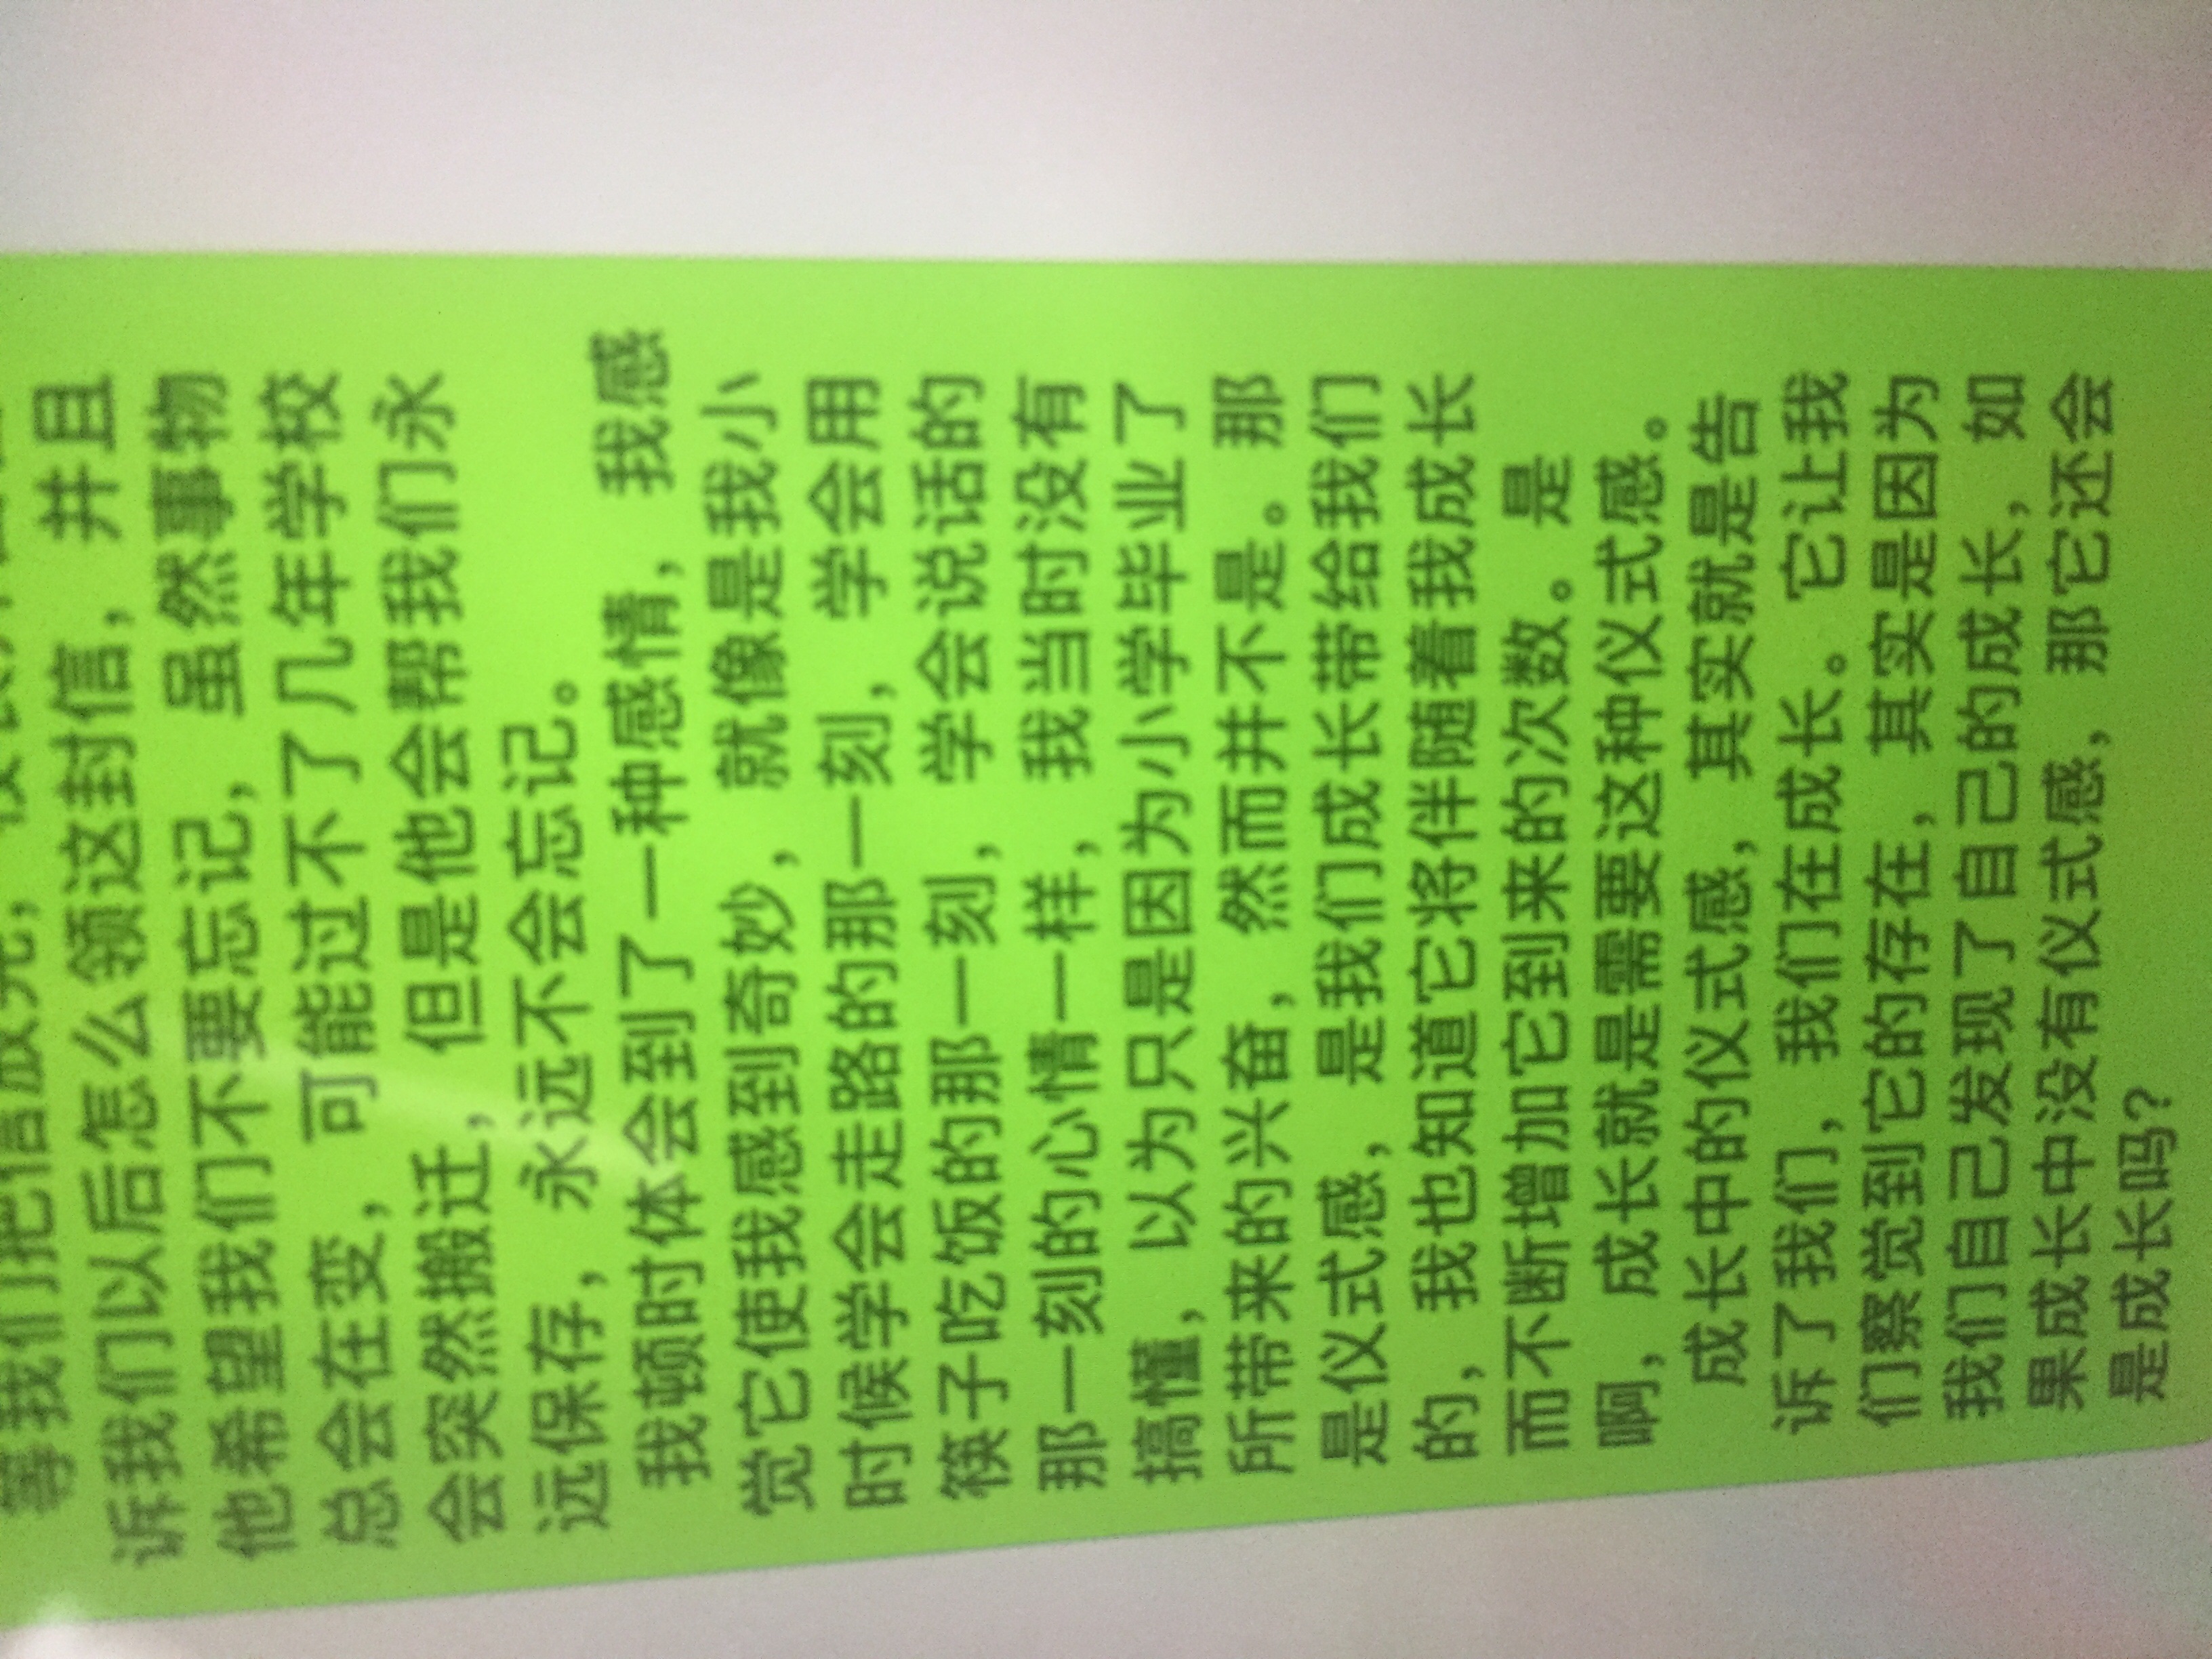 等我们把信放完，
诉我们以后怎么领这封信，并且
他希望我们不要忘记，虽然事物
总会在变，可能过不了几年学校
会突然搬迁，但是他会帮我们永
远保存，永远不会忘记。
我顿时体会到了一种感情，我感
觉它使我感到奇妙，就像是我小
时候学会走路的那一刻，学会用
筷子吃饭的那一刻，学会说话的
那一刻的心情一样，我当时没有
搞懂，以为只是因为小学毕业了
所带来的兴奋，然而并不是。那
是仪式感，是我们成长带给我们
的，我也知道它将伴随着我成长
而不断增加它到来的次数。是
啊，成长就是需要这种仪式感。
成长中的仪式感，其实就是告
诉了我们，我们在成长。它让我
们察觉到它的存在，其实是因为
我们自己发现了自己的成长，如
果成长中没有仪式感，那它还会
是成长吗？